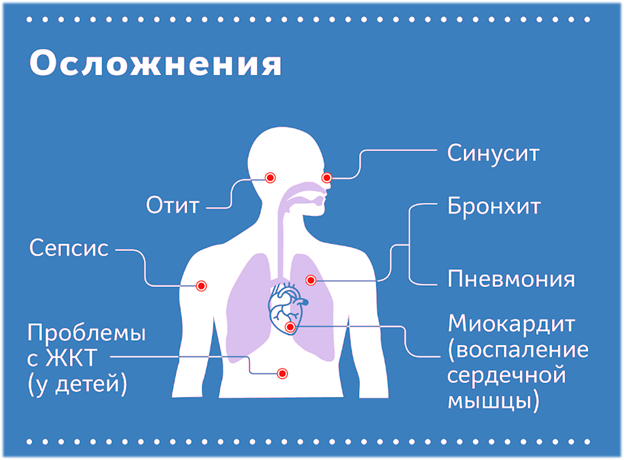 Осложнения
Синусит
Отит
Бронхит
Сепсис
Пневмония
Проблемы
с ЖКТ
(у детей)
Миокардит
(воспаление
сердечной
мышцы)